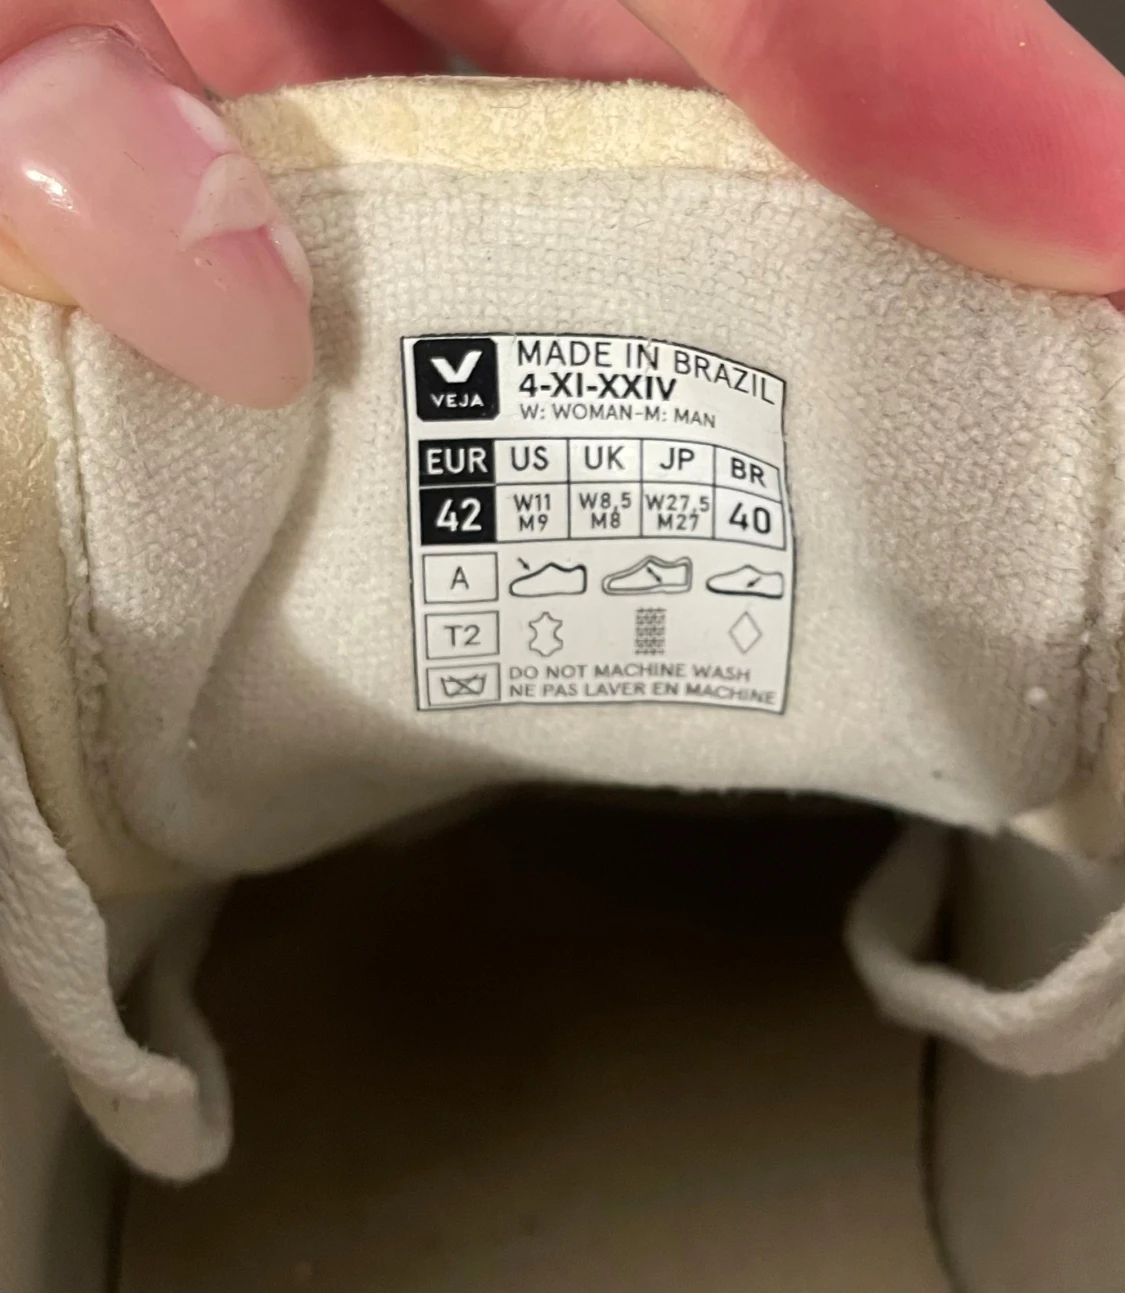 VEJA
MADE IN BRAZIL
4-XI-XXIV
W: WOMAN-M: MAN
EUR US UK JP BR
42 W11 M9 W8,5 M8 W27,5 M27 40
A
T2
DO NOT MACHINE WASH
NE PAS LAVER EN MACHINE